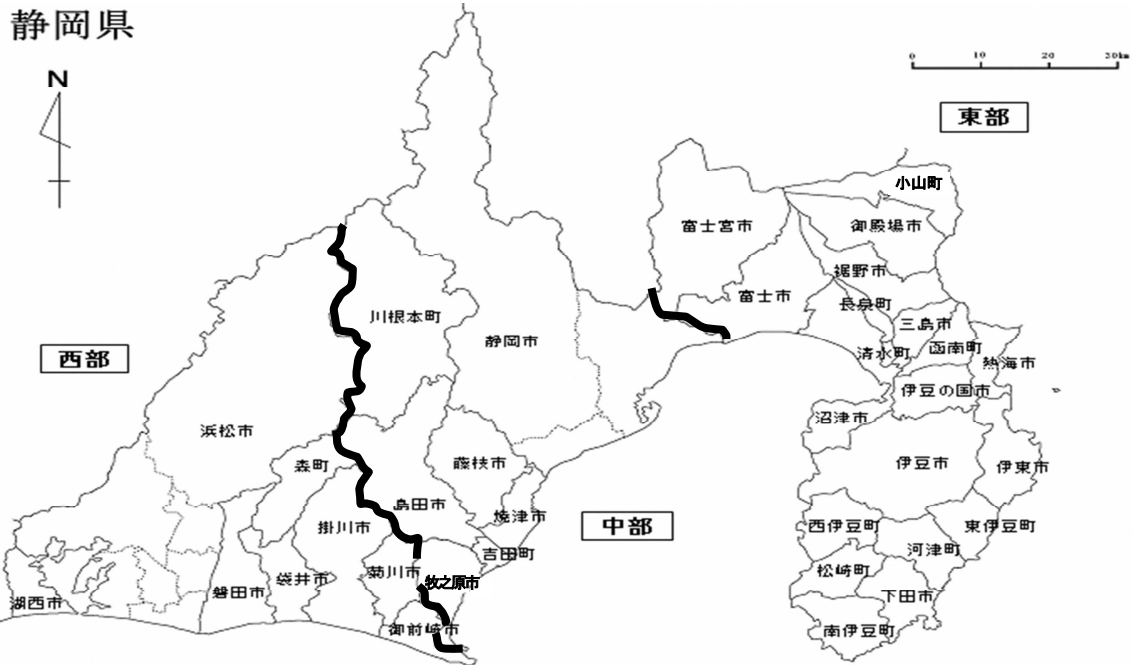 静岡県
N
0 10 20 30km
東部
小山町
富士宮市
御殿場市
裾野市
富士市
長泉町
川根本町
三島市
静岡市
函南町
清水町
熱海市
西部
伊豆の国市
沼津市
浜松市
藤枝市
伊豆市
伊東市
森町
島田市
焼津市
掛川市
中部
西伊豆町
東伊豆町
吉田町
河津町
菊川市
松崎町
袋井市
牧之原市
磐田市
下田市
湖西市
御前崎市
南伊豆町